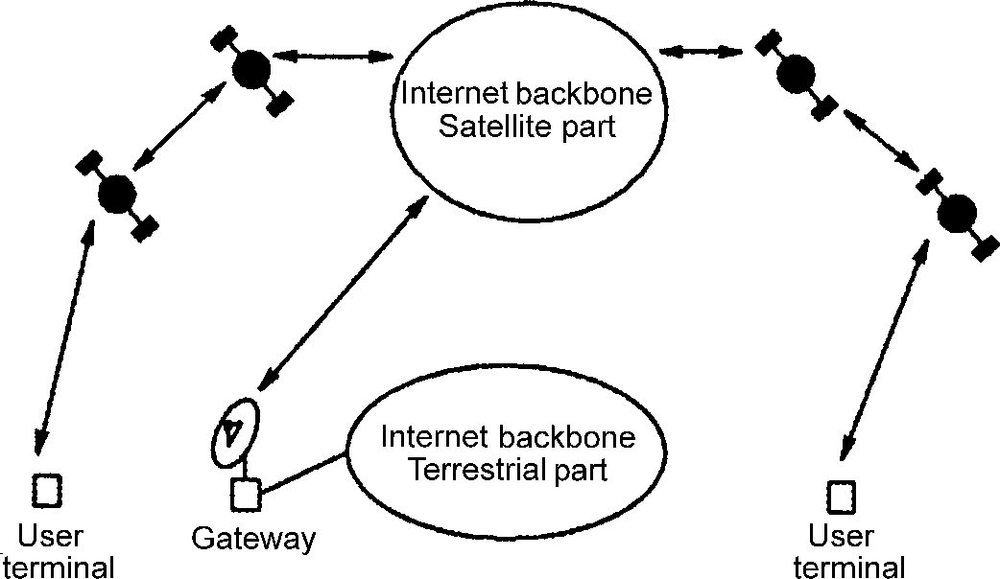 Internet backbone
Satellite part
Internet backbone
Terrestrial part
User
terminal
Gateway
User
terminal